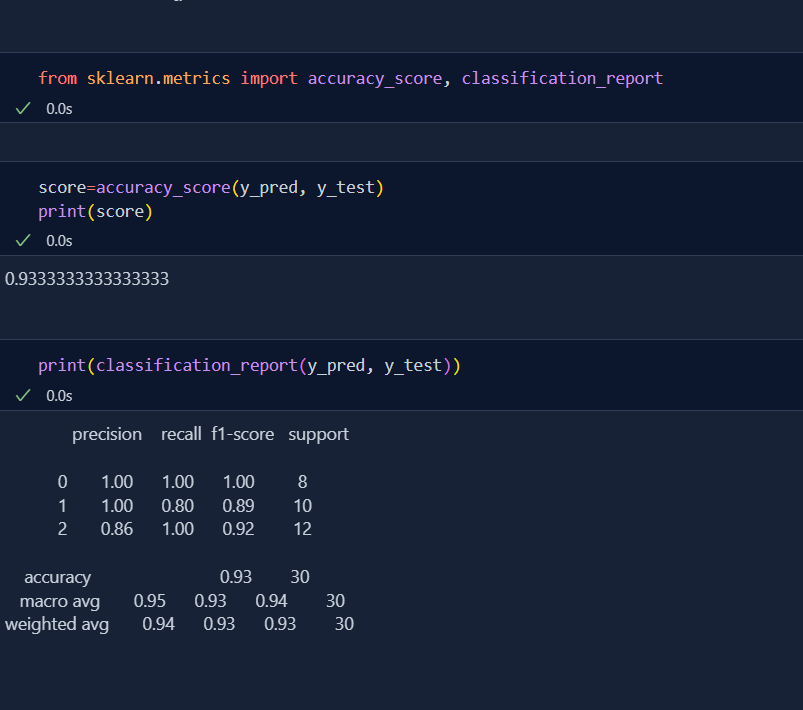 from sklearn.metrics import accuracy_score, classification_report
0.0s
score=accuracy_score(y_pred, y_test)
print(score)
0.0s
0.9333333333333333
print(classification_report(y_pred, y_test))
0.0s
precision recall f1-score support
0 1.00 1.00 1.00 8
1 1.00 0.80 0.89 10
2 0.86 1.00 0.92 12
accuracy 0.93 30
macro avg 0.95 0.93 0.94 30
weighted avg 0.94 0.93 0.93 30